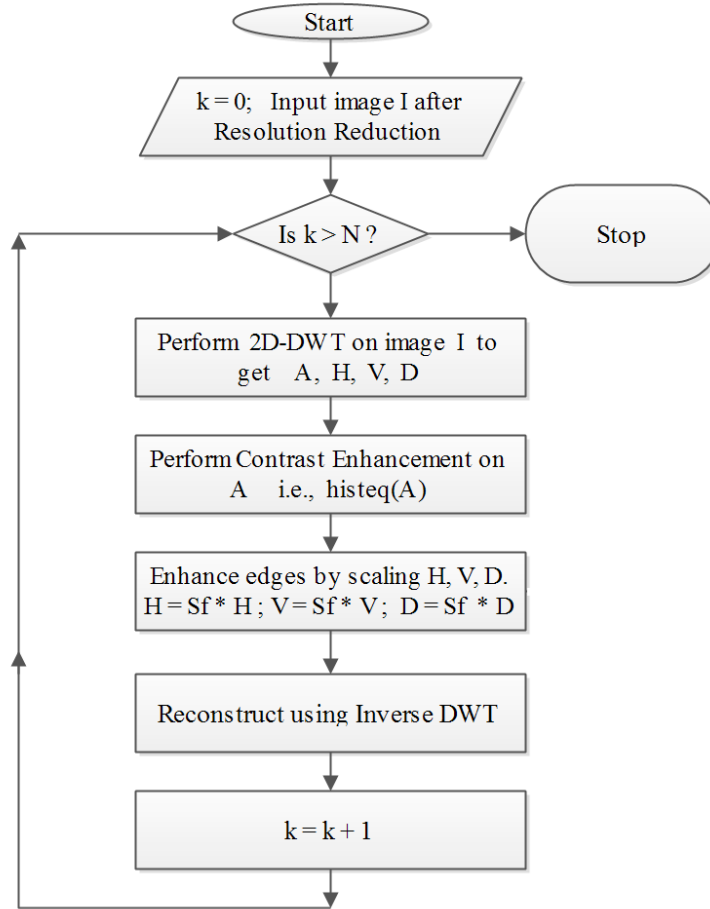 Start
k = 0;   Input image I after
Resolution Reduction
Is k > N ?
Stop
Perform 2D-DWT on image I to
get   A, H, V, D
Perform Contrast Enhancement on
A   i.e., histeq(A)
Enhance edges by scaling H, V, D.
H = Sf * H ; V = Sf * V ; D = Sf * D
Reconstruct using Inverse DWT
k = k + 1